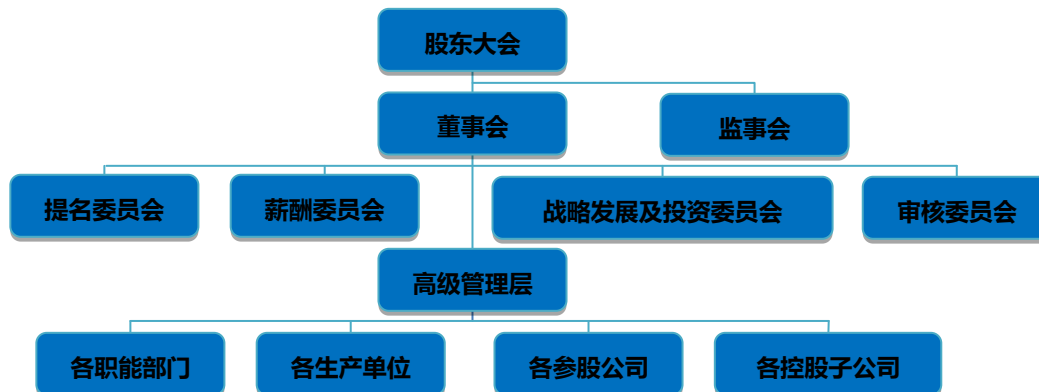 股东大会
董事会
监事会
提名委员会
薪酬委员会
战略发展及投资委员会
审核委员会
高级管理层
各职能部门
各生产单位
各参股公司
各控股子公司